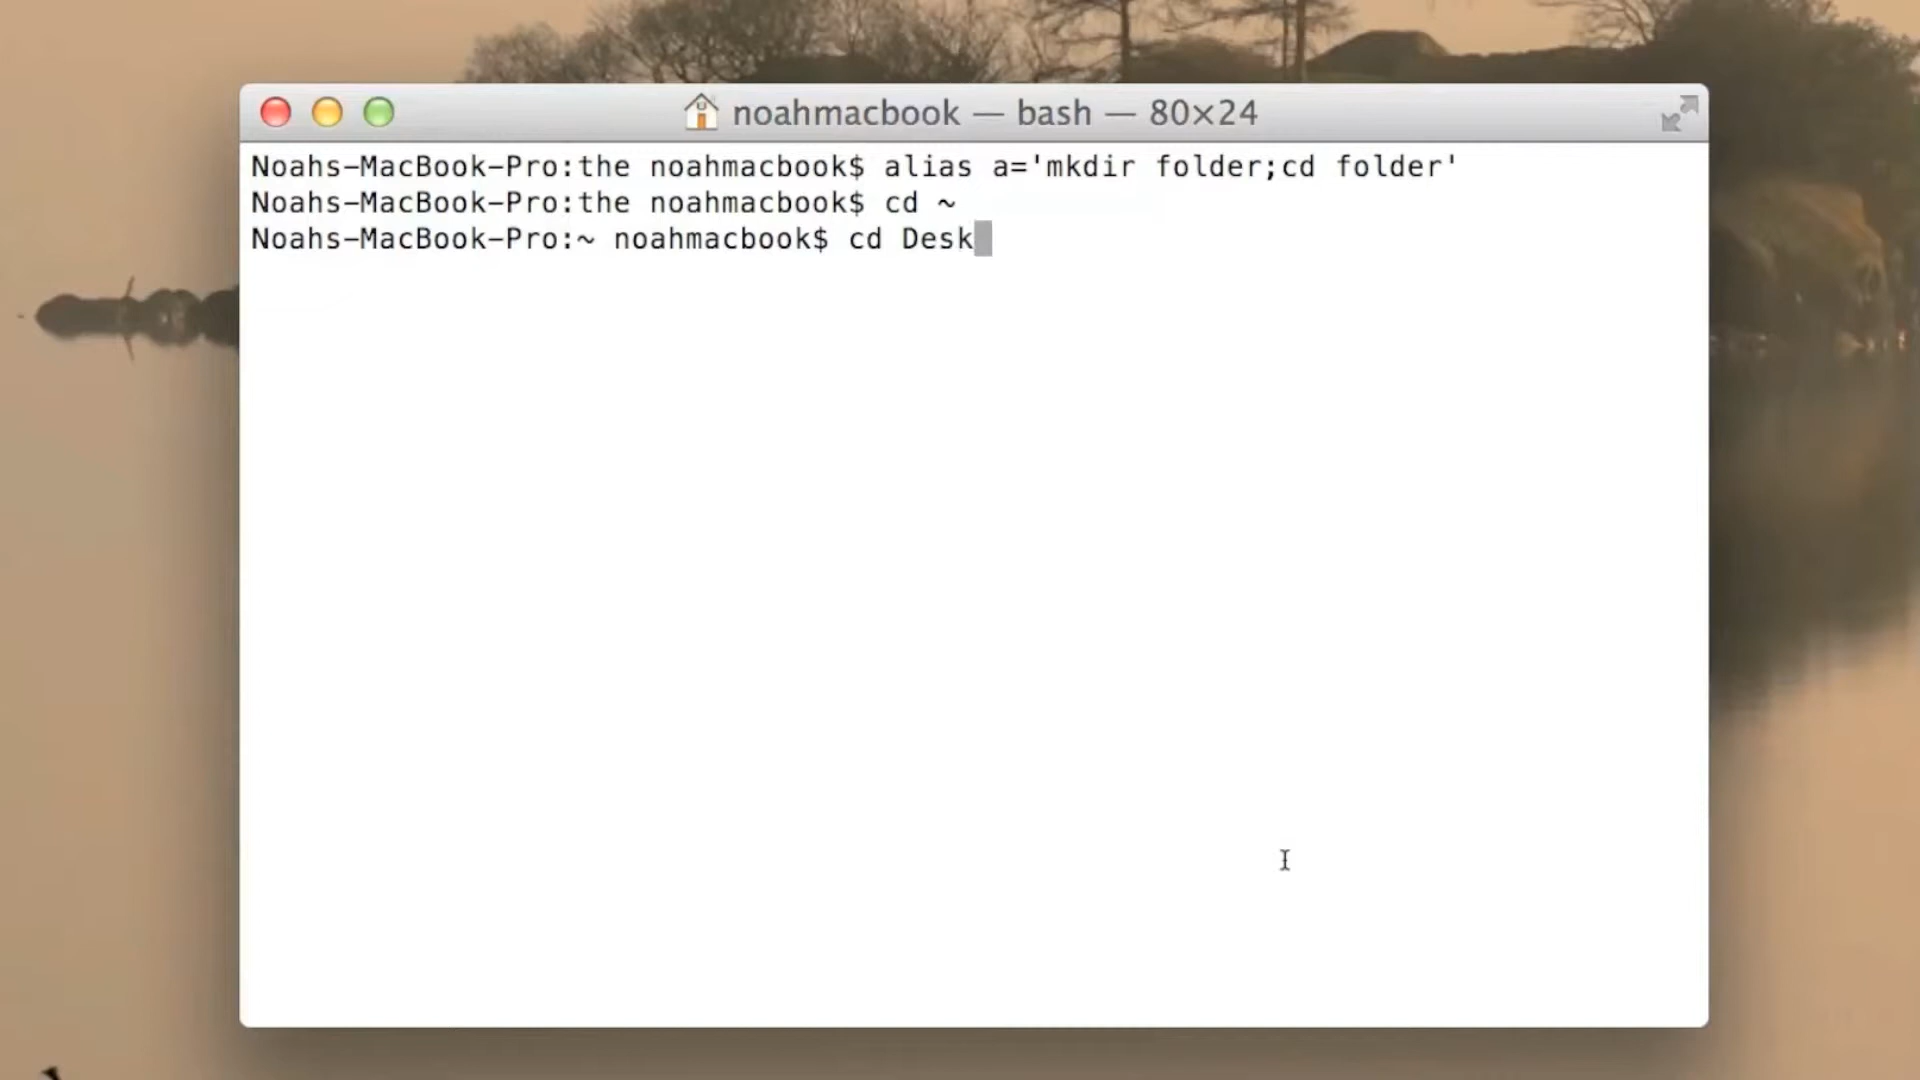 noahmacbook — bash — 80×24
Noahs-MacBook-Pro:the noahmacbook$ alias a='mkdir folder;cd folder'
Noahs-MacBook-Pro:the noahmacbook$ cd ~
Noahs-MacBook-Pro:~ noahmacbook$ cd Desk